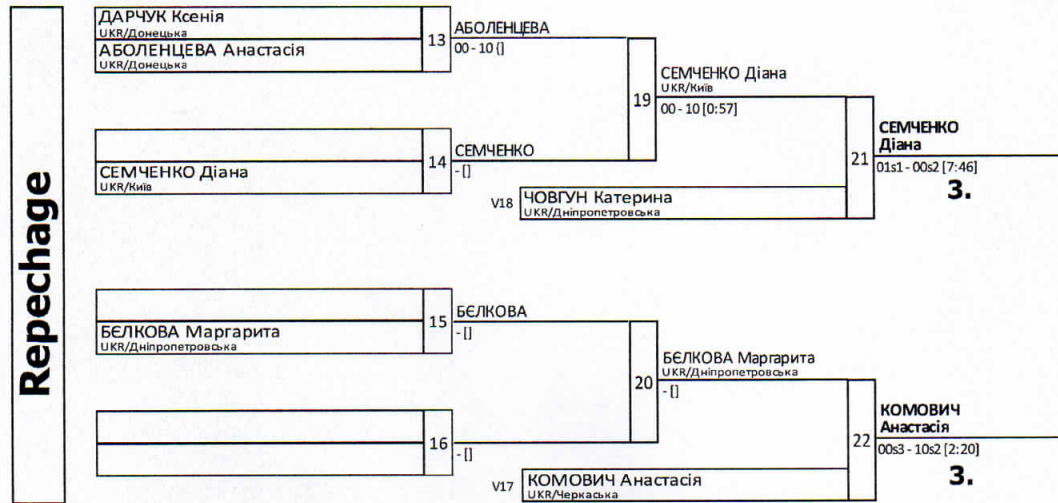 Repechage
ДАРЧУК Ксенія
UKR/Донецька
АБОЛЕНЦЕВА Анастасія
UKR/Донецька
13
АБОЛЕНЦЕВА
00 - 10 []
СЕМЧЕНКО Діана
UKR/Київ
14
СЕМЧЕНКО
- []
19
СЕМЧЕНКО Діана
UKR/Київ
00 - 10 [0:57]
V18
ЧОВГУН Катерина
UKR/Дніпропетровська
21
СЕМЧЕНКО
Діана
01s1 - 00s2 [7:46]
3.
БЄЛКОВА Маргарита
UKR/Дніпропетровська
15
БЄЛКОВА
- []
16
- []
20
БЄЛКОВА Маргарита
UKR/Дніпропетровська
- []
V17
КОМОВИЧ Анастасія
UKR/Черкаська
22
КОМОВИЧ
Анастасія
00s3 - 10s2 [2:20]
3.